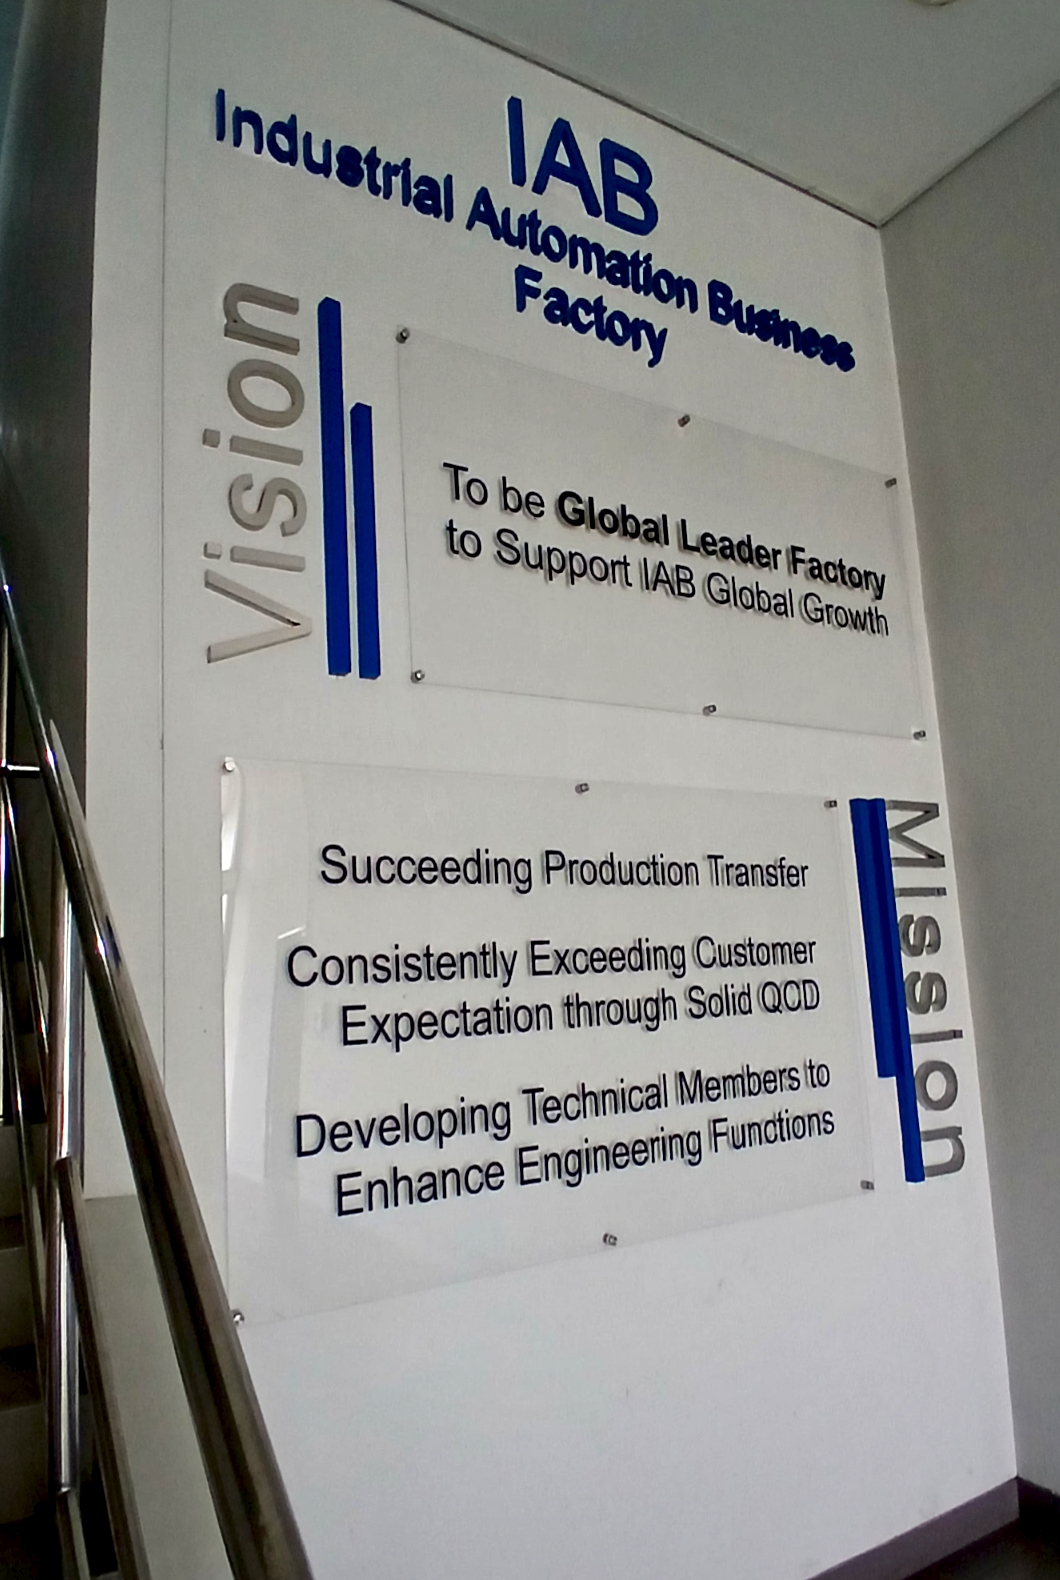 IAB
Industrial Automation Business
Factory
Vision
To be Global Leader Factory
to Support IAB Global Growth
Mission
Succeeding Production Transfer
Consistently Exceeding Customer
Expectation through Solid QCD
Developing Technical Members to
Enhance Engineering Functions